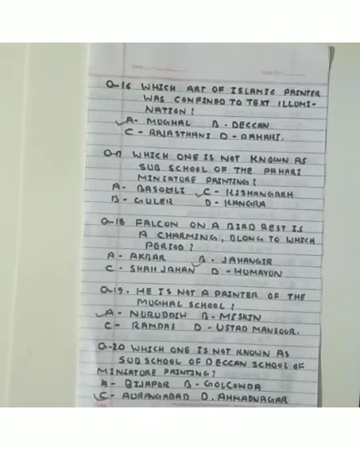 Q-16 WHICH ART OF ISLAMIC PAINTER
WAS CONFINED TO TEXT ILLUMI-
NATION?
A- MUGHAL B- DECCAN
C- RAJASTHANI D- PAHARI.
Q-17 WHICH ONE IS NOT KNOWN AS
SUB SCHOOL OF THE PAHARI
MINIATURE PAINTING?
A- BASOHLI C- KISHANGARH
B- GULER D- KANGRA
Q-18 FALCON ON A BIRD REST IS
A CHARMING, BLONG TO WHICH
PERIOD?
A- AKBAR B- JAHANGIR
C- SHAH JAHAN D- HUMAYON
Q-19. HE IS NOT A PAINTER OF THE
MUGHAL SCHOOL?
A- NURUDDIN B- MISKIN
C- RAMDAS D- USTAD MANSOOR.
Q-20 WHICH ONE IS NOT KNOWN AS
SUB SCHOOL OF DECCAN SCHOOL OF
MINIATURE PAINTING?
A- BIJAPUR B- GOLCONDA
C- AURANGABAD D. AHMADNAGAR